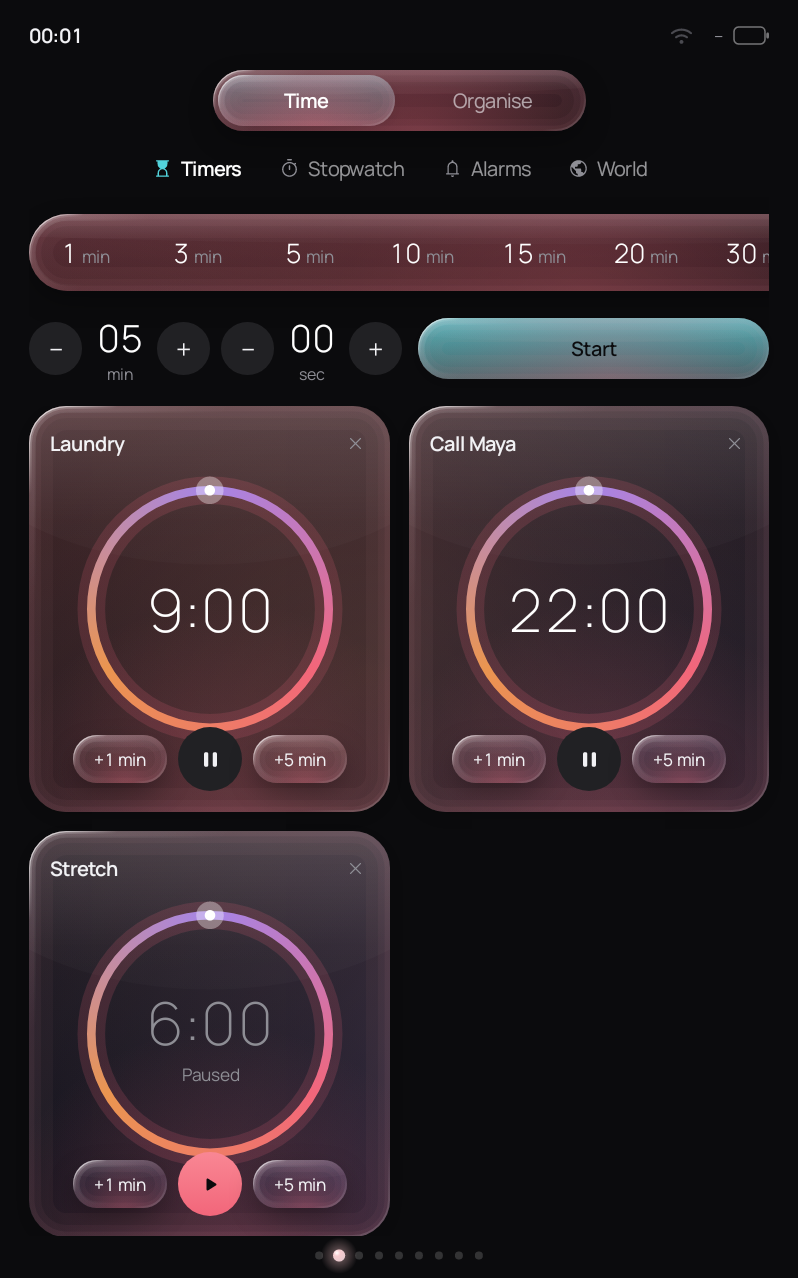 00:01
–
Time Organise
Timers Stopwatch Alarms World
1 min 3 min 5 min 10 min 15 min 20 min 30
− 05 + − 00 + Start
min sec
Laundry
9:00
+1 min +5 min
Call Maya
22:00
+1 min +5 min
Stretch
6:00
Paused
+1 min +5 min